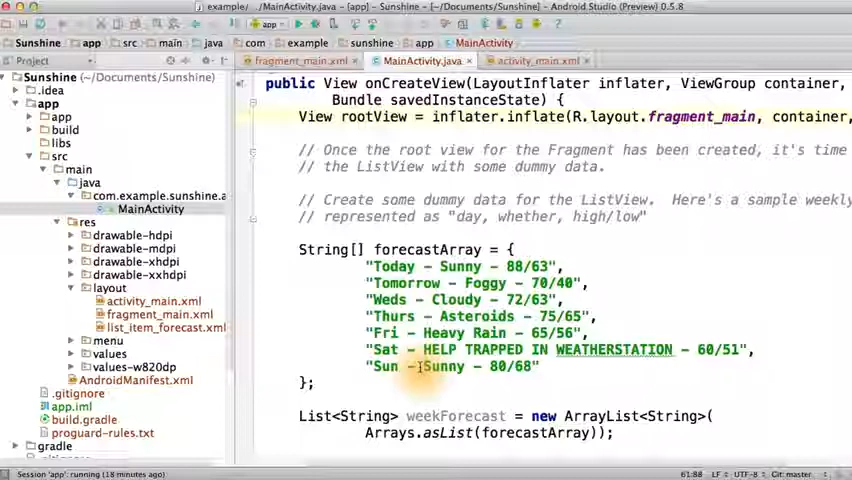 example/ .../MainActivity.java - [app] - Sunshine - [~/Documents/Sunshine] - Android Studio (Preview) 0.5.8
app
Sunshine app src main java com example sunshine app MainActivity
Project
fragment_main.xml MainActivity.java activity_main.xml
Sunshine (~/Documents/Sunshine)
.idea
app
app
build
libs
src
main
java
com.example.sunshine.a
MainActivity
res
drawable-hdpi
drawable-mdpi
drawable-xhdpi
drawable-xxhdpi
layout
activity_main.xml
fragment_main.xml
list_item_forecast.xml
menu
values
values-w820dp
AndroidManifest.xml
.gitignore
app.iml
build.gradle
proguard-rules.txt
gradle
public View onCreateView(LayoutInflater inflater, ViewGroup container,
Bundle savedInstanceState) {
View rootView = inflater.inflate(R.layout.fragment_main, container,
// Once the root view for the Fragment has been created, it's time
// the ListView with some dummy data.
// Create some dummy data for the ListView. Here's a sample weekly
// represented as "day, whether, high/low"
String[] forecastArray = {
"Today - Sunny - 88/63",
"Tomorrow - Foggy - 70/40",
"Weds - Cloudy - 72/63",
"Thurs - Asteroids - 75/65",
"Fri - Heavy Rain - 65/56",
"Sat - HELP TRAPPED IN WEATHERSTATION - 60/51",
"Sun - Sunny - 80/68"
};
List<String> weekForecast = new ArrayList<String>(
Arrays.asList(forecastArray));
Session 'app': running (18 minutes ago) 61:88 LF UTF-8 Git: master